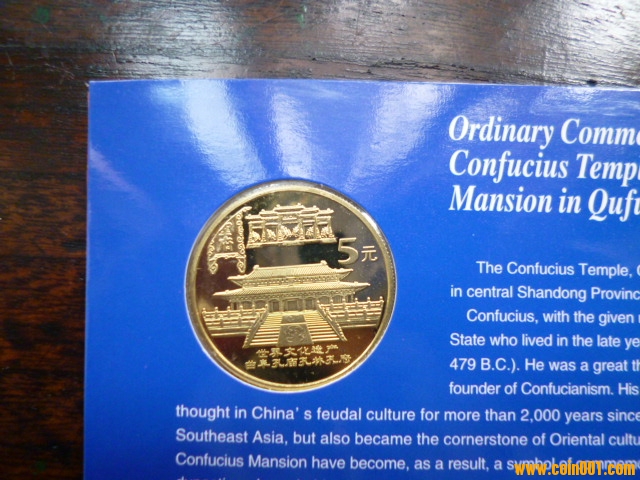 Ordinary Comme
Confucius Templ
Mansion in Qufu
5元
世界文化遗产
曲阜孔庙孔林孔府
The Confucius Temple, C
in central Shandong Provinc
Confucius, with the given n
State who lived in the late ye
479 B.C.). He was a great th
founder of Confucianism. His
thought in China's feudal culture for more than 2,000 years since
Southeast Asia, but also became the cornerstone of Oriental cultu
Confucius Mansion have become, as a result, a symbol of commemo
www.coin001.com